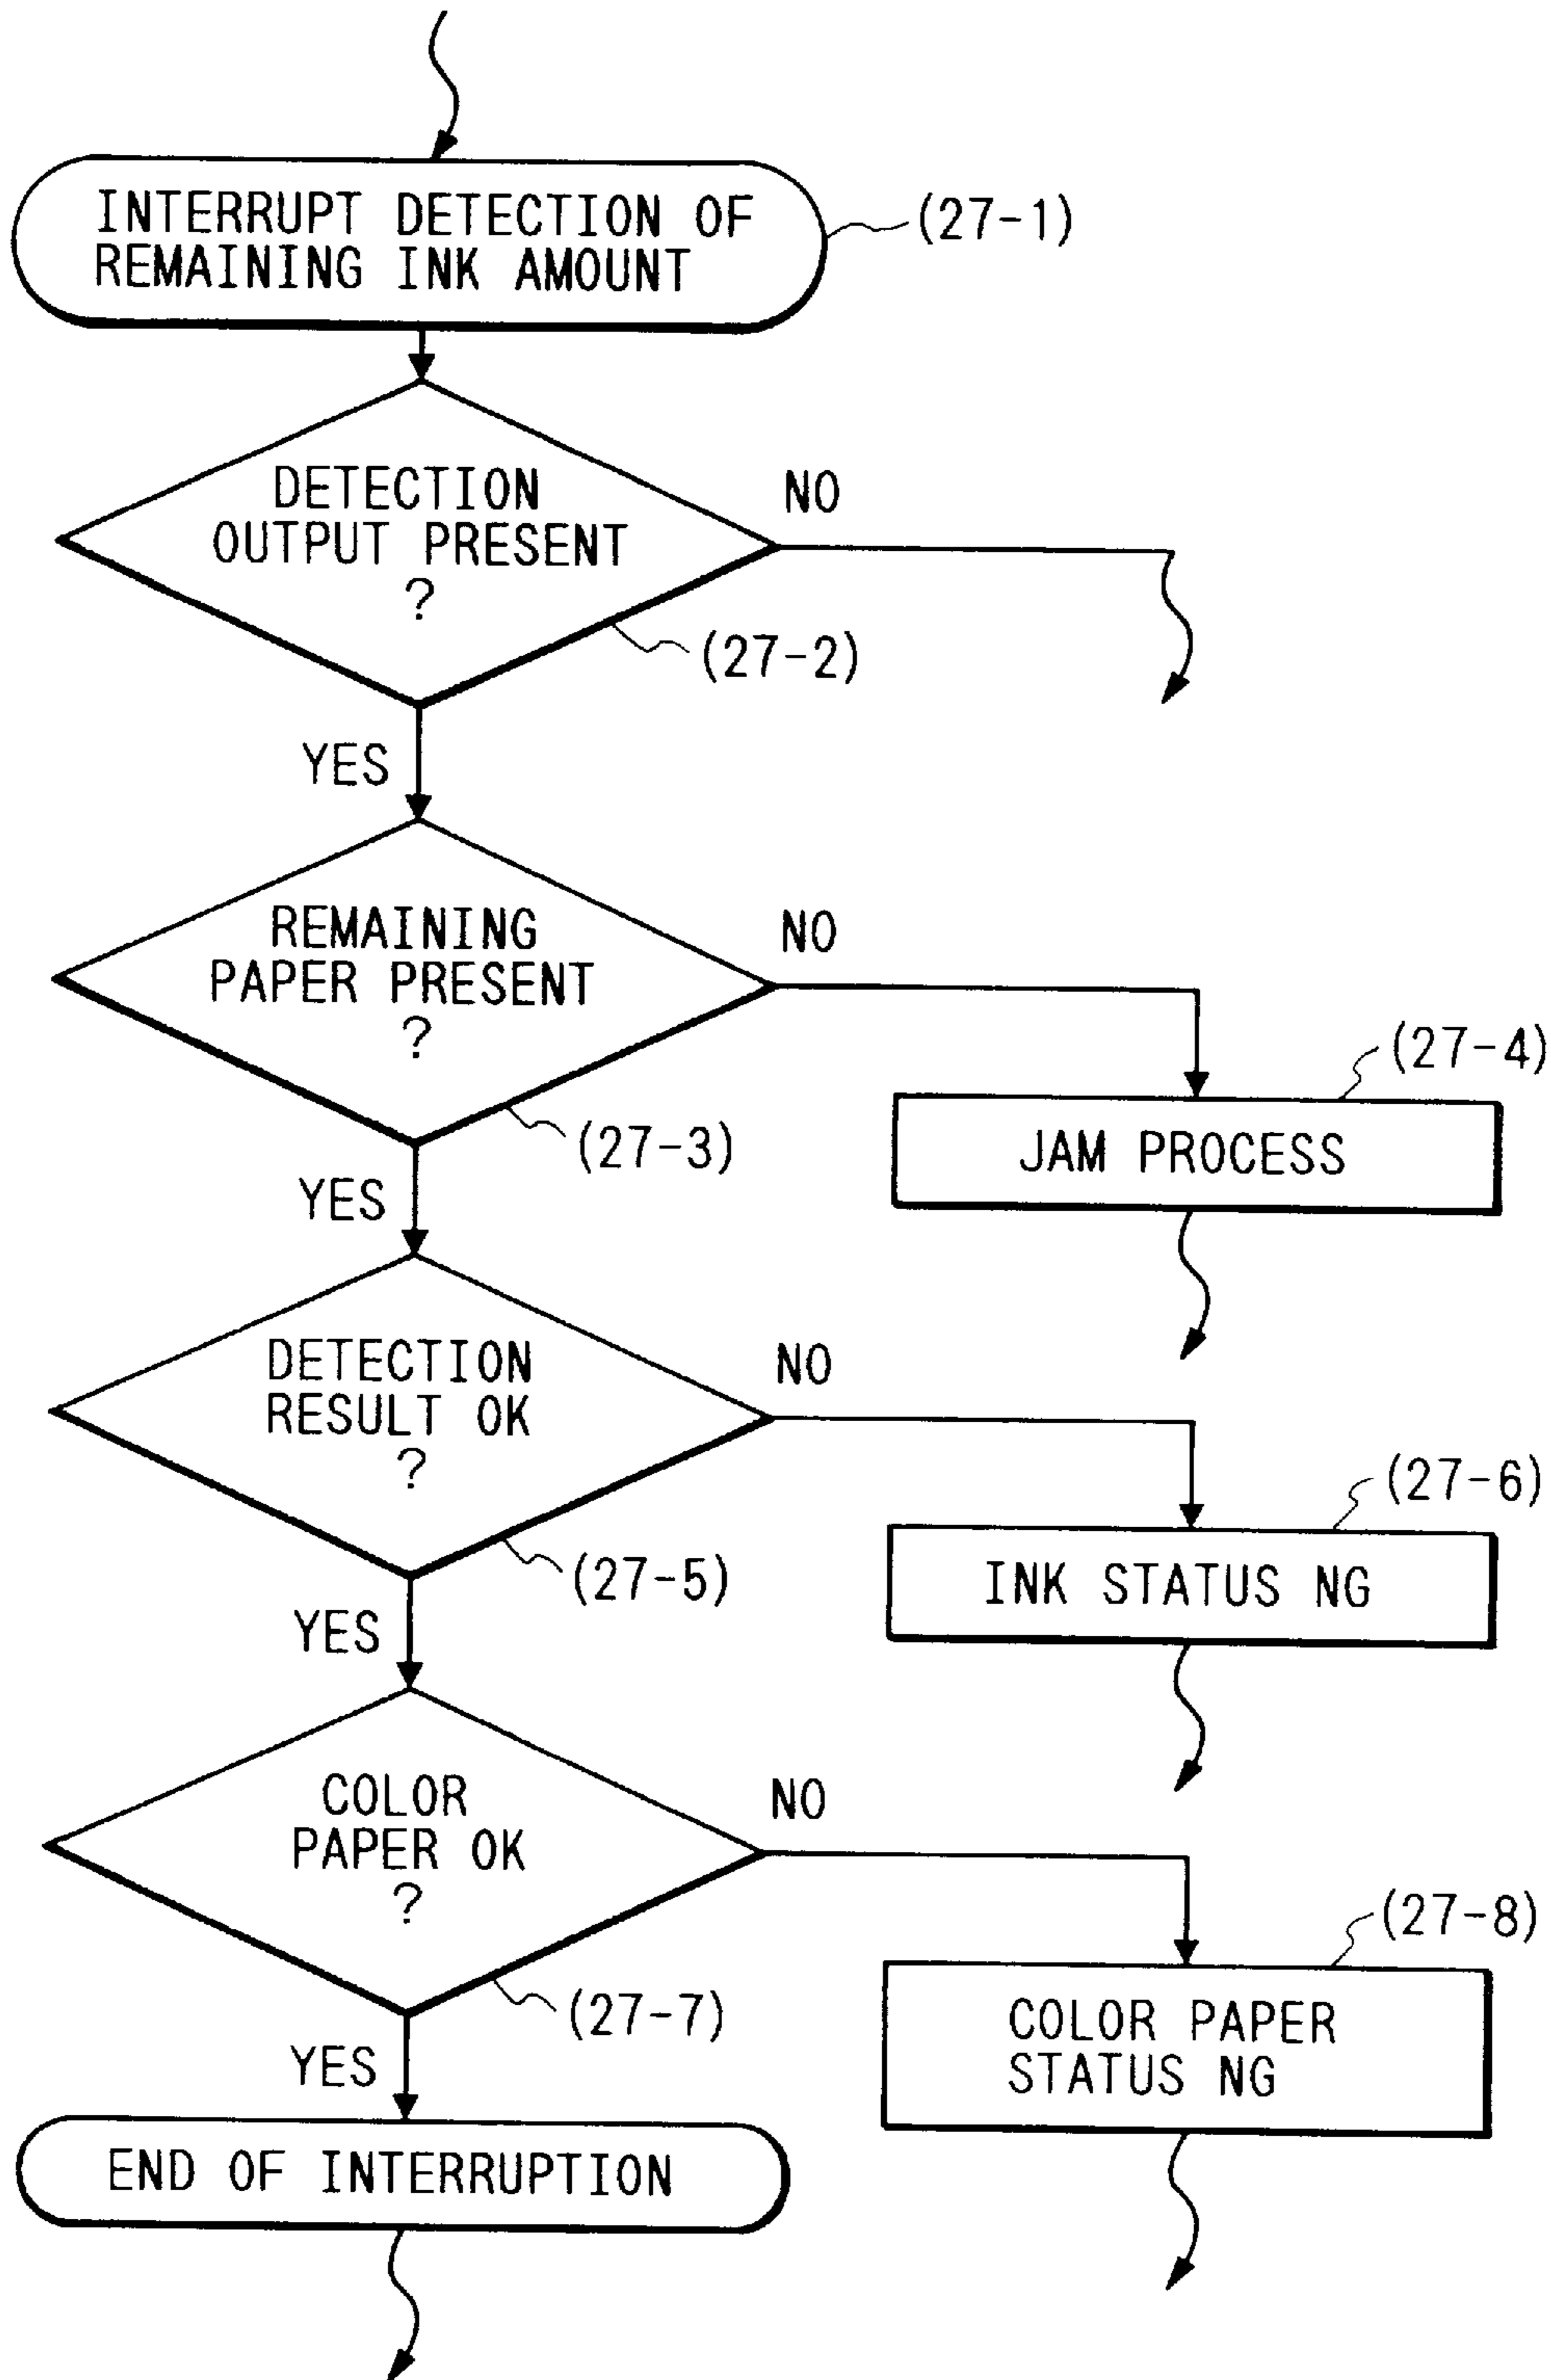 INTERRUPT DETECTION OF
REMAINING INK AMOUNT
(27-1)
DETECTION
OUTPUT PRESENT
?
NO
(27-2)
YES
REMAINING
PAPER PRESENT
?
NO
(27-3)
(27-4)
JAM PROCESS
YES
DETECTION
RESULT OK
?
NO
(27-5)
(27-6)
INK STATUS NG
YES
COLOR
PAPER OK
?
NO
(27-7)
(27-8)
COLOR PAPER
STATUS NG
YES
END OF INTERRUPTION